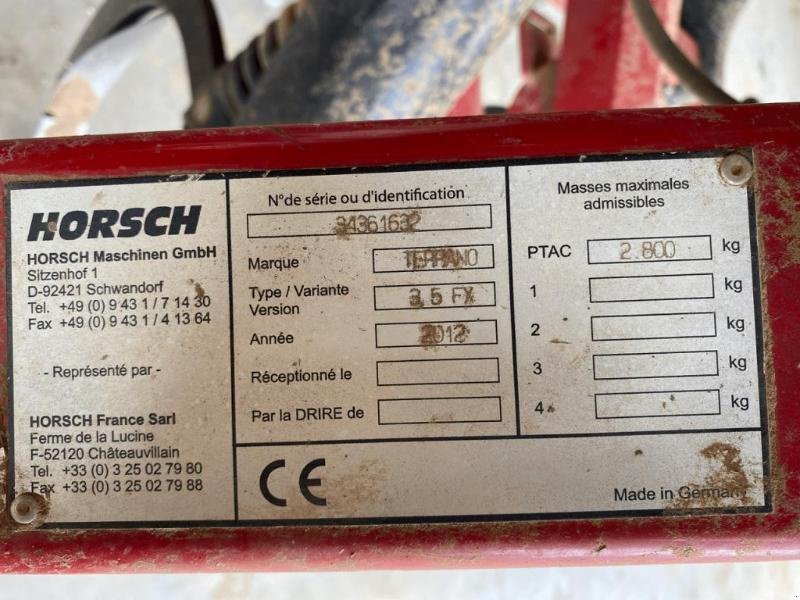 HORSCH
HORSCH Maschinen GmbH
Sitzenhof 1
D-92421 Schwandorf
Tel. +49 (0) 9 43 1 / 7 14 30
Fax +49 (0) 9 43 1 / 4 13 64
- Représenté par -
HORSCH France Sarl
Ferme de la Lucine
F-52120 Châteauvillain
Tel. +33 (0) 3 25 02 79 80
Fax +33 (0) 3 25 02 79 88
N°de série ou d'identification
34361632
Marque TERRANO
Type / Variante
Version 3,5 FX
Année 2012
Réceptionné le
Par la DRIRE de
Masses maximales
admissibles
PTAC 2.800 kg
1 kg
2 kg
3 kg
4 kg
CE
Made in Germany